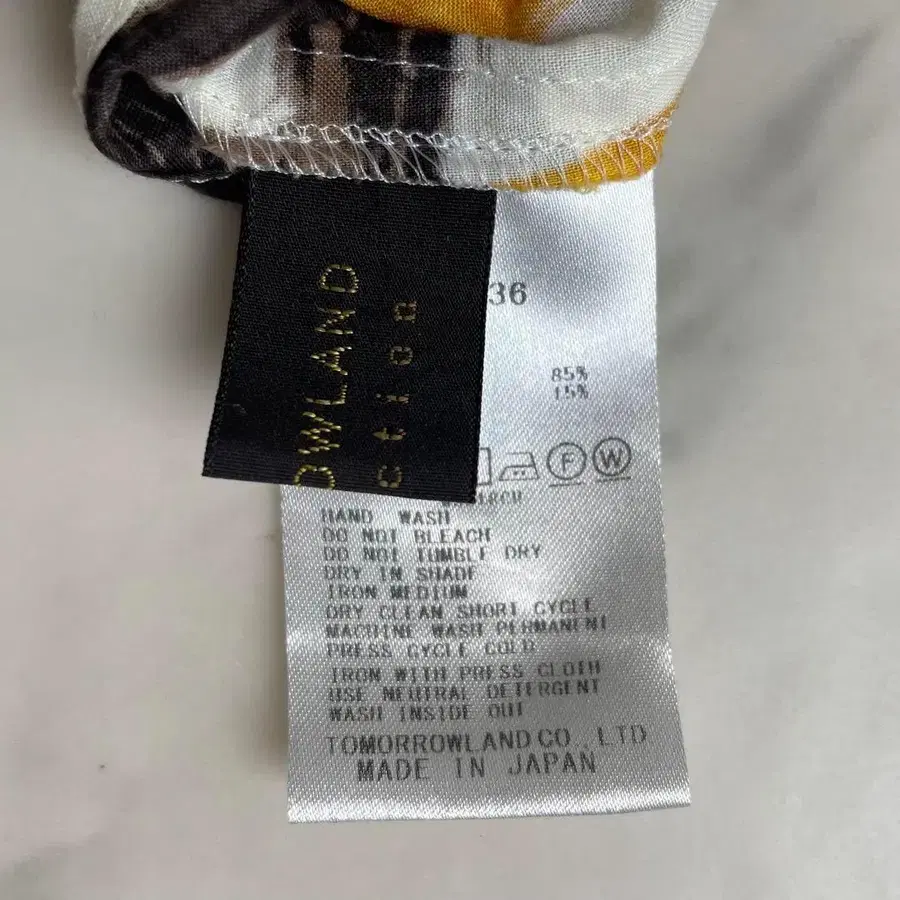 OWLAND
ction
36
85%
15%
F W
HAND WASH
DO NOT BLEACH
DO NOT TUMBLE DRY
DRY IN SHADE
IRON MEDIUM
DRY CLEAN SHORT CYCLE
MACHINE WASH PERMANENT
PRESS CYCLE COLD
IRON WITH PRESS CLOTH
USE NEUTRAL DETERGENT
WASH INSIDE OUT
TOMORROWLAND CO., LTD
MADE IN JAPAN